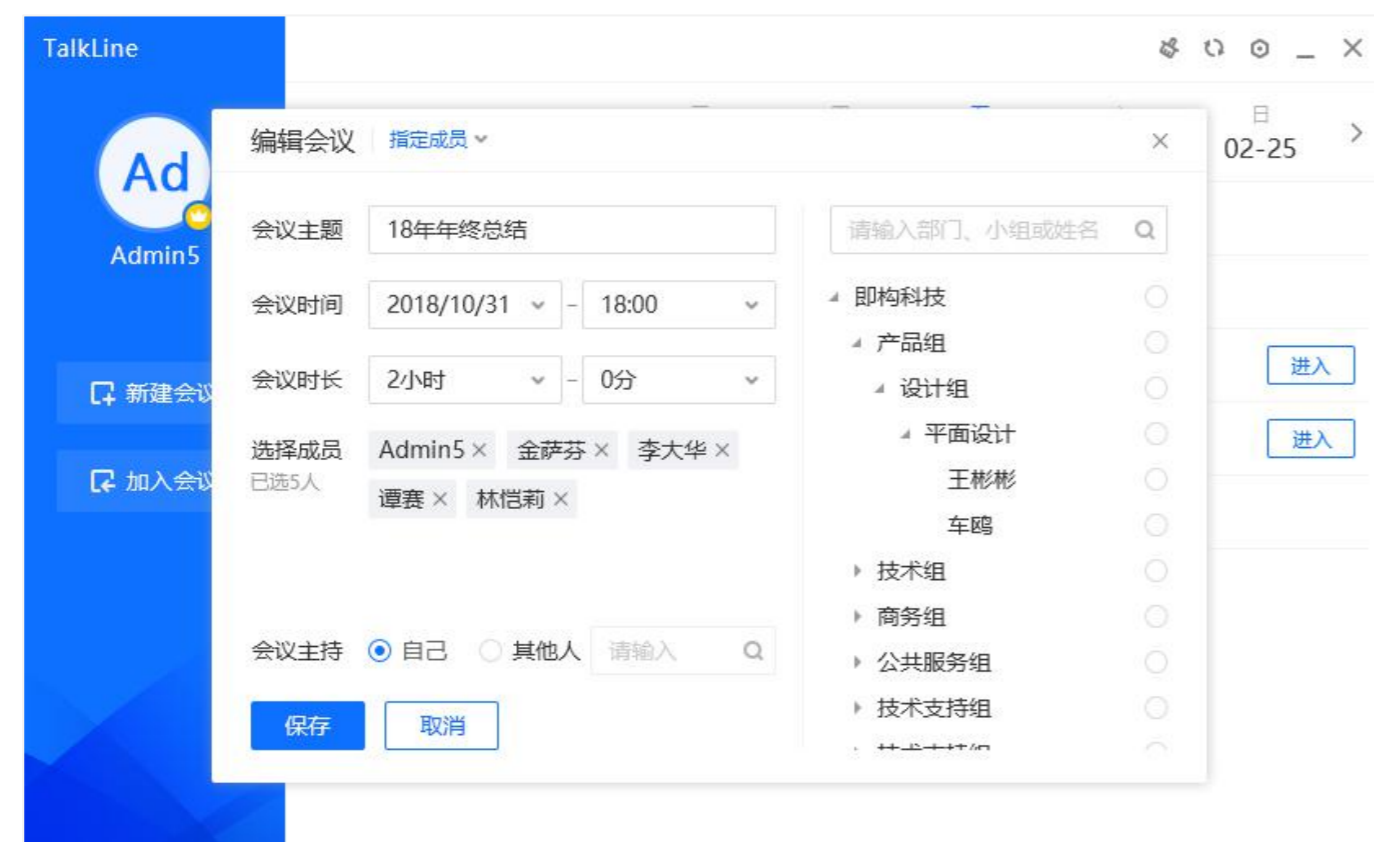 TalkLine
日
02-25
Ad
Admin5
新建会议
加入会议
编辑会议 指定成员
会议主题 18年年终总结
会议时间 2018/10/31 - 18:00
会议时长 2小时 - 0分
选择成员 Admin5 × 金萨芬 × 李大华 ×
已选5人 谭赛 × 林恺莉 ×
会议主持 自己 其他人 请输入
保存 取消
请输入部门、小组或姓名
即构科技
产品组
设计组
平面设计
王彬彬
车鸥
技术组
商务组
公共服务组
技术支持组
进入
进入